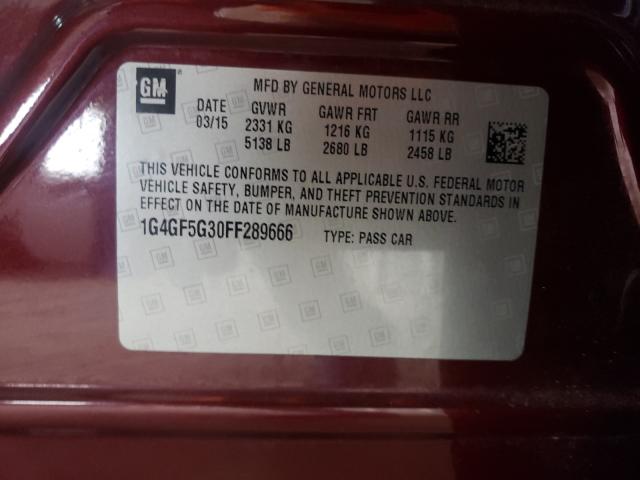 GM ® MFD BY GENERAL MOTORS LLC
DATE GVWR GAWR FRT GAWR RR
03/15 2331 KG 1216 KG 1115 KG
5138 LB 2680 LB 2458 LB
THIS VEHICLE CONFORMS TO ALL APPLICABLE U.S. FEDERAL MOTOR
VEHICLE SAFETY, BUMPER, AND THEFT PREVENTION STANDARDS IN
EFFECT ON THE DATE OF MANUFACTURE SHOWN ABOVE.
1G4GF5G30FF289666 TYPE: PASS CAR